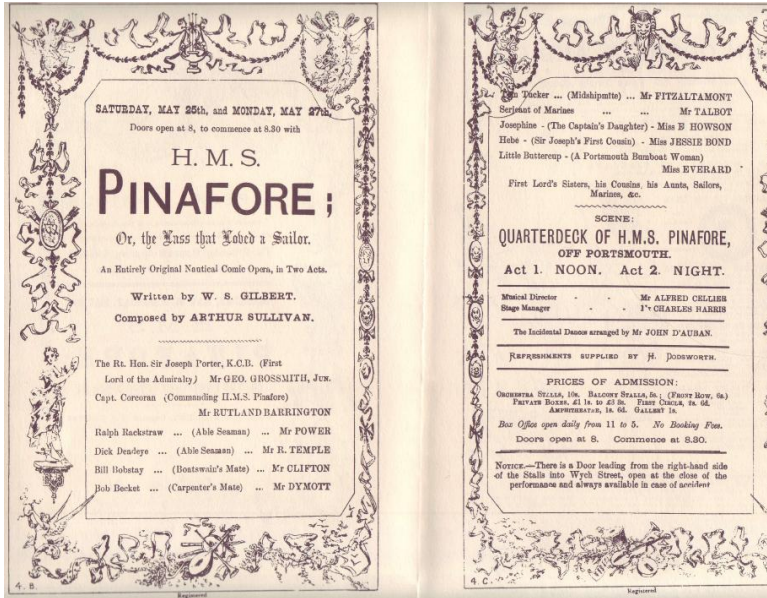 SATURDAY, MAY 25th, and MONDAY, MAY 27th,
Doors open at 8, to commence at 8.30 with
H. M. S.
PINAFORE;
Or, the Lass that Loved a Sailor.
An Entirely Original Nautical Comic Opera, in Two Acts.
Written by W. S. GILBERT.
Composed by ARTHUR SULLIVAN.
The Rt. Hon. Sir Joseph Porter, K.C.B. (First
Lord of the Admiralty) Mr GEO. GROSSMITH, Jun.
Capt. Corcoran (Commanding H.M.S. Pinafore)
Mr RUTLAND BARRINGTON
Ralph Rackstraw ... (Able Seaman) ... Mr POWER
Dick Deadeye ... (Able Seaman) ... Mr R. TEMPLE
Bill Bobstay ... (Boatswain's Mate) ... Mr CLIFTON
Bob Becket ... (Carpenter's Mate) ... Mr DYMOTT
4. B.
Registered
Tucker ... (Midshipmite) ... Mr FITZALTAMONT
Serjeant of Marines ... ... Mr TALBOT
Josephine - (The Captain's Daughter) - Miss E HOWSON
Hebe - (Sir Joseph's First Cousin) - Miss JESSIE BOND
Little Buttercup - (A Portsmouth Bumboat Woman)
Miss EVERARD
First Lord's Sisters, his Cousins, his Aunts, Sailors,
Marines, &c.
SCENE:
QUARTERDECK OF H.M.S. PINAFORE,
OFF PORTSMOUTH.
Act 1. NOON. Act 2. NIGHT.
Musical Director - - Mr ALFRED CELLIER
Stage Manager - - Mr CHARLES HARRIS
The Incidental Dances arranged by Mr JOHN D'AUBAN.
REFRESHMENTS SUPPLIED BY H. DODSWORTH.
PRICES OF ADMISSION:
ORCHESTRA STALLS, 10s. BALCONY STALLS, 5s.; (FRONT ROW, 6s.)
PRIVATE BOXES, £1 1s. to £3 3s. FIRST CIRCLE, 2s. 6d.
AMPHITHEATRE, 1s. 6d. GALLERY 1s.
Box Office open daily from 11 to 5. No Booking Fees.
Doors open at 8. Commence at 8.30.
NOTICE.—There is a Door leading from the right-hand side
of the Stalls into Wych Street, open at the close of the
performance and always available in case of accident
4. C.
Registered